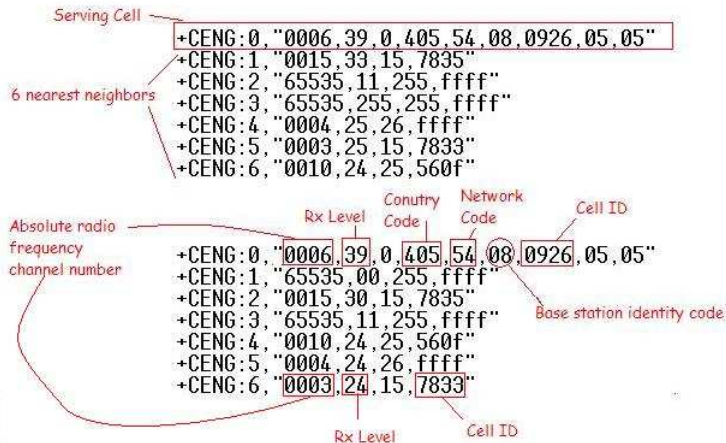 Serving Cell
+CENG:0,"0006,39,0,405,54,08,0926,05,05"
+CENG:1,"0015,33,15,7835"
+CENG:2,"65535,11,255,ffff"
6 nearest neighbors
+CENG:3,"65535,255,255,ffff"
+CENG:4,"0004,25,26,ffff"
+CENG:5,"0003,25,15,7833"
+CENG:6,"0010,24,25,560f"
Absolute radio
frequency
channel number
Rx Level
Conutry
Code
Network
Code
Cell ID
+CENG:0,"0006,39,0,405,54,08,0926,05,05"
+CENG:1,"65535,00,255,ffff"
+CENG:2,"0015,30,15,7835"
+CENG:3,"65535,11,255,ffff"
Base station identity code
+CENG:4,"0010,24,25,560f"
+CENG:5,"0004,24,26,ffff"
+CENG:6,"0003,24,15,7833"
Rx Level
Cell ID